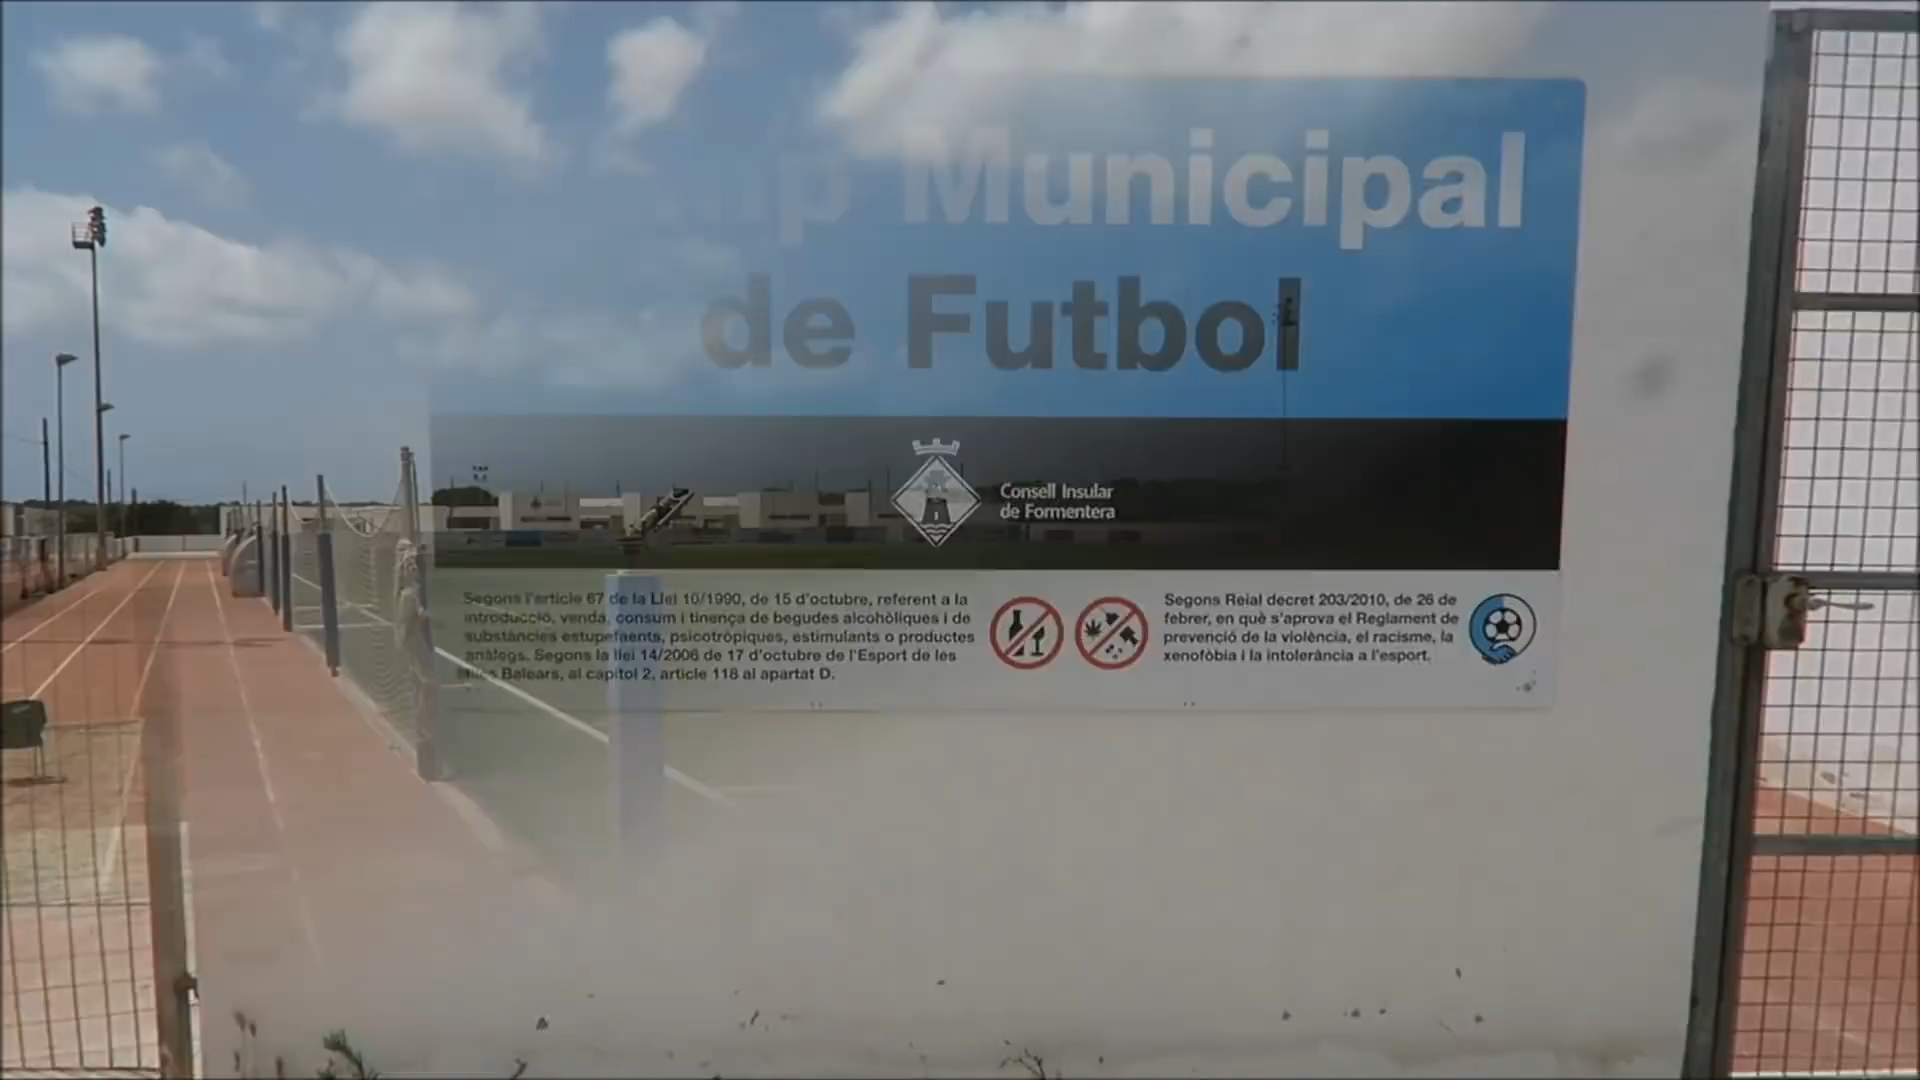 Municipal
de Futbol
Consell Insular
de Formentera
Segons l'article 67 de la Llei 10/1990, de 15 d'octubre, referent a la
introducció, venda, consum i tinença de begudes alcohòliques i de
substàncies estupefaents, psicotròpiques, estimulants o productes
anàlegs. Segons la llei 14/2006 de 17 d'octubre de l'Esport de les
Illes Balears, al capítol 2, article 118 al apartat D.
Segons Reial decret 203/2010, de 26 de
febrer, en què s'aprova el Reglament de
prevenció de la violència, el racisme, la
xenofòbia i la intolerància a l'esport.